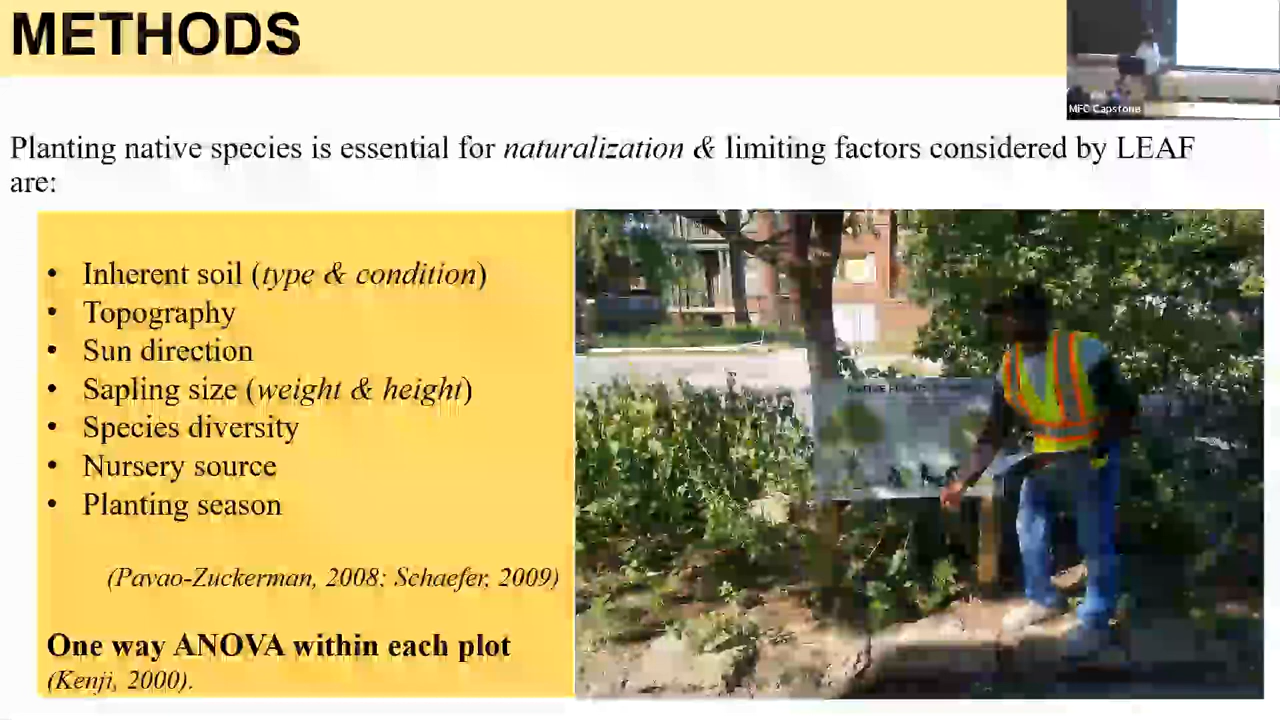 METHODS
MFC Capstone
Planting native species is essential for naturalization & limiting factors considered by LEAF
are:
• Inherent soil (type & condition)
• Topography
• Sun direction
• Sapling size (weight & height)
• Species diversity
• Nursery source
• Planting season
(Pavao-Zuckerman, 2008; Schaefer, 2009)
One way ANOVA within each plot
(Kenji, 2000).